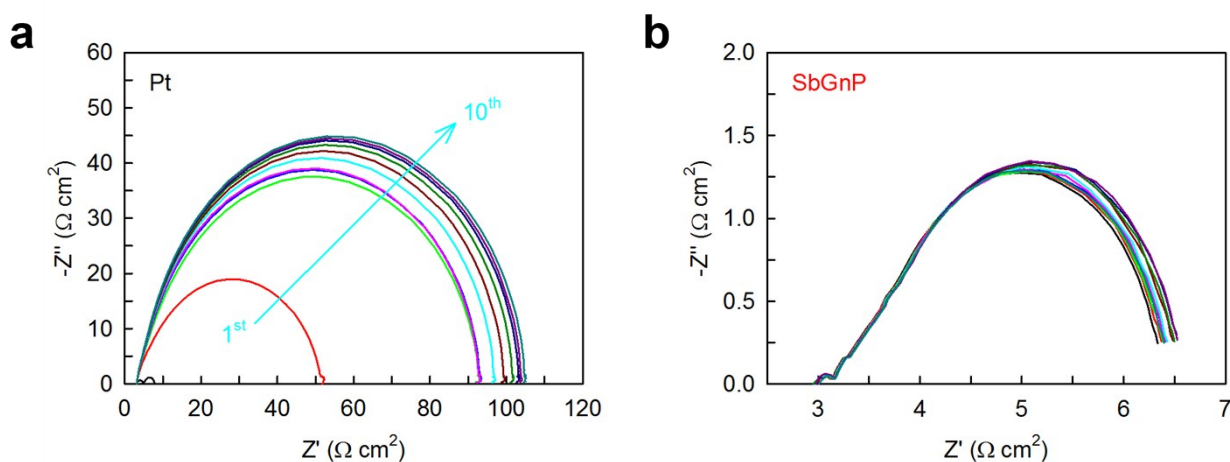 a
60
50
40
30
20
10
0
-Z'' (Ω cm²)
Pt
10ᵗʰ
1ˢᵗ
0 20 40 60 80 100 120
Z' (Ω cm²)
b
2.0
1.5
1.0
0.5
0.0
-Z'' (Ω cm²)
SbGnP
3 4 5 6 7
Z' (Ω cm²)